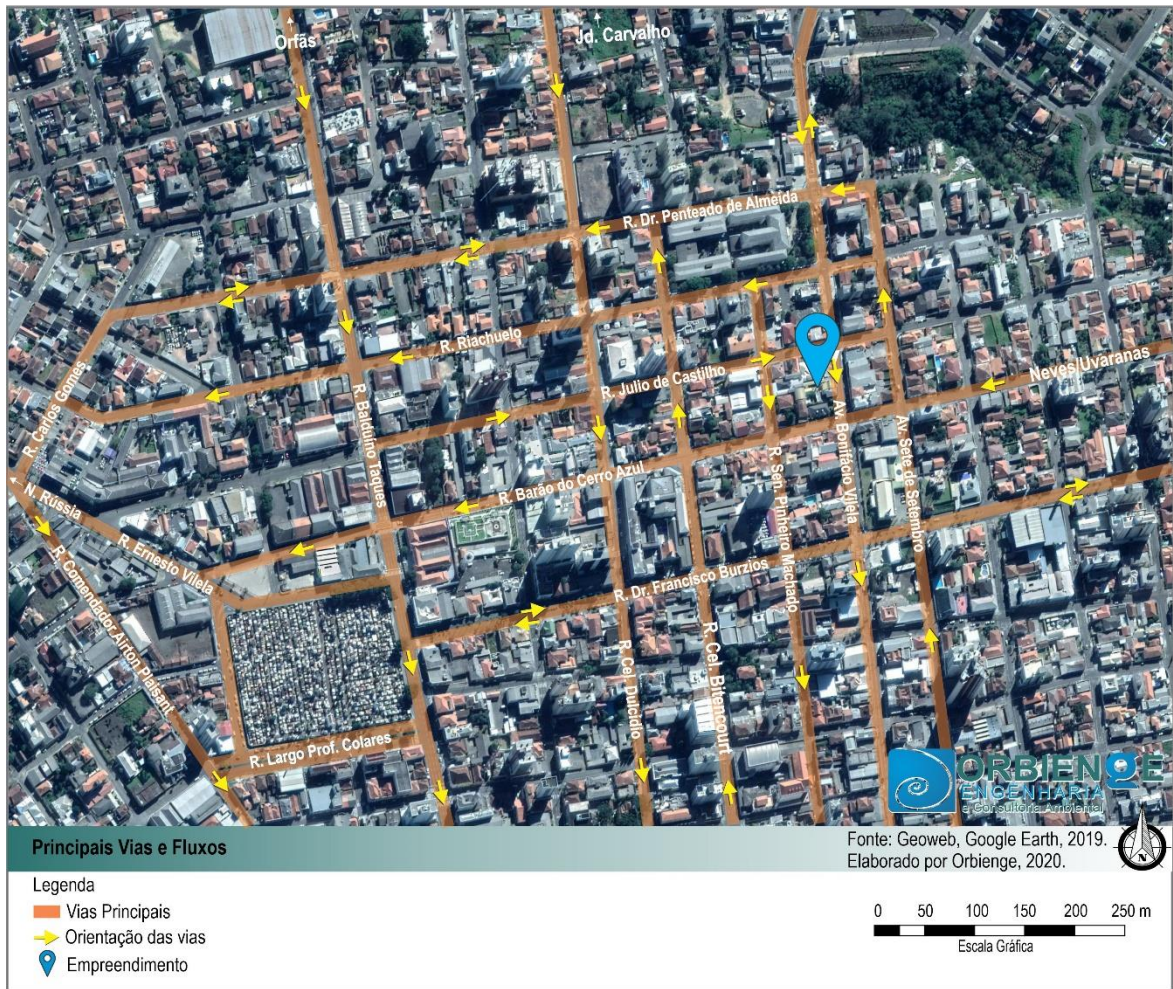 Orfãs
Jd. Carvalho
R. Dr. Penteado de Almeida
R. Riachuelo
R. Carlos Gomes
R. Balduino Taques
R. Julio de Castilho
Neves/Uvaranas
Av. Bonifácio Vilela
Av. Sete de Setembro
R. Barão do Cerro Azul
R. Sen. Pinheiro Machado
N. Rússia
R. Ernesto Vilela
R. Comendador Airton Plaisant
R. Dr. Francisco Burzios
R. Cel. Dulcídio
R. Cel. Bitencourt
R. Largo Prof. Colares
ORBIENGE
ENGENHARIA
e Consultoria Ambiental
Principais Vias e Fluxos
Fonte: Geoweb, Google Earth, 2019.
Elaborado por Orbienge, 2020.
N
Legenda
Vias Principais
Orientação das vias
Empreendimento
0 50 100 150 200 250 m
Escala Gráfica